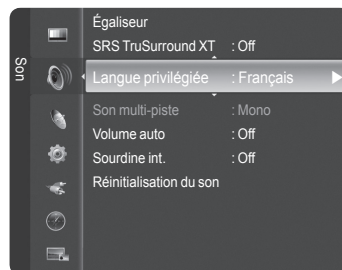 Son
Égaliseur
SRS TruSurround XT : Off
Langue privilégiée : Français
Son multi-piste : Mono
Volume auto : Off
Sourdine int. : Off
Réinitialisation du son